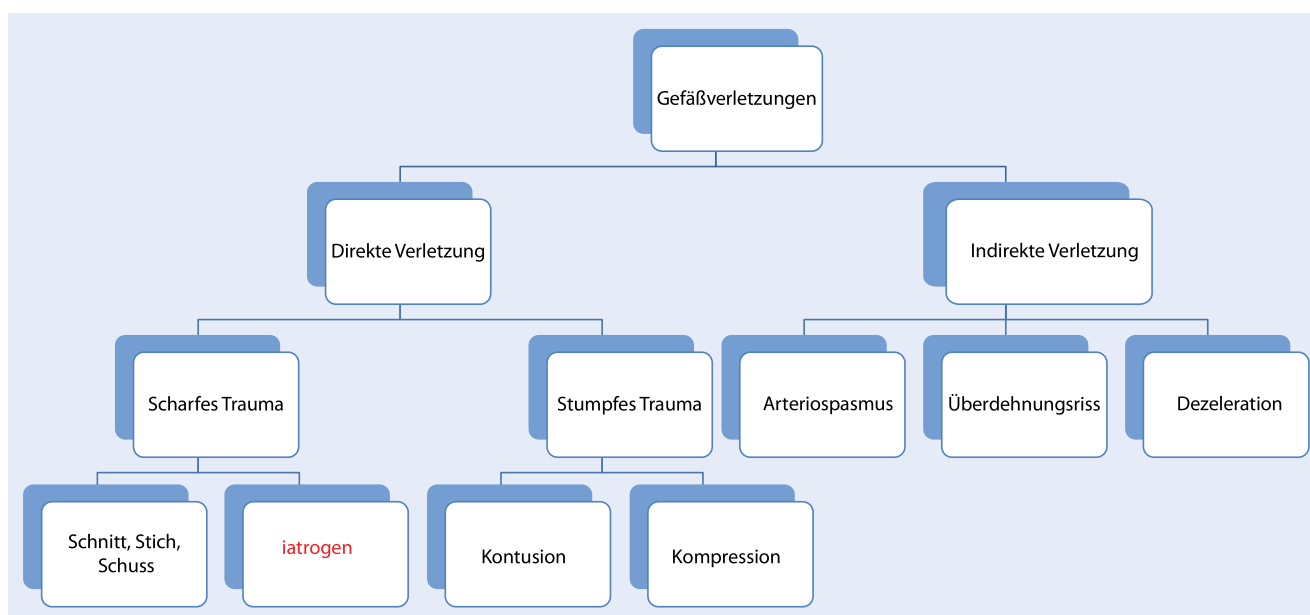 Gefäßverletzungen
Direkte Verletzung
Indirekte Verletzung
Scharfes Trauma
Stumpfes Trauma
Arteriospasmus
Überdehnungsriss
Dezeleration
Schnitt, Stich,
Schuss
iatrogen
Kontusion
Kompression